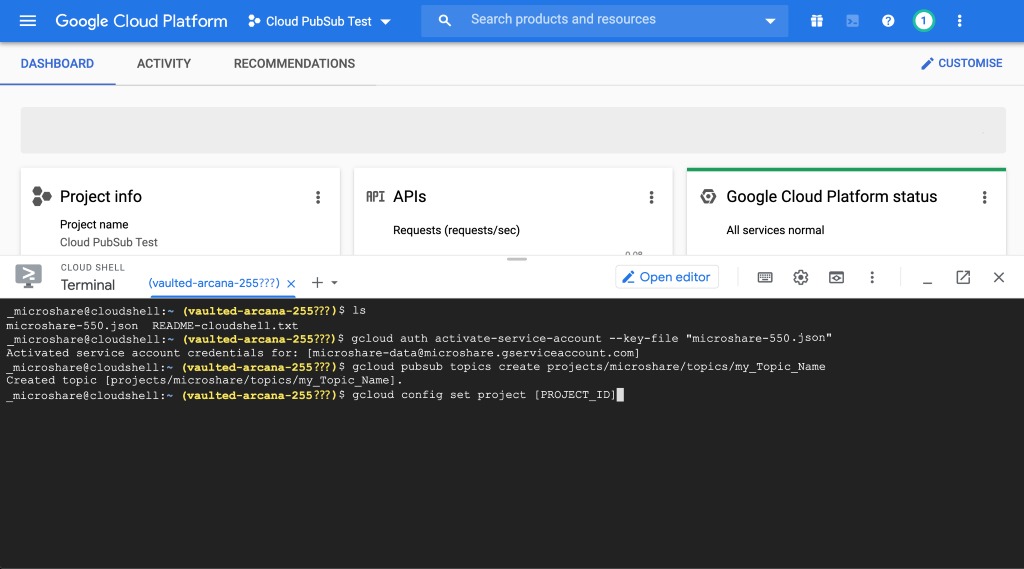 Google Cloud Platform
Cloud PubSub Test
Search products and resources
1
DASHBOARD
ACTIVITY
RECOMMENDATIONS
CUSTOMISE
Project info
Project name
Cloud PubSub Test
API APIs
Requests (requests/sec)
Google Cloud Platform status
All services normal
CLOUD SHELL
Terminal
(vaulted-arcana-255???)
Open editor
_microshare@cloudshell:~ (vaulted-arcana-255???)$ ls
microshare-550.json README-cloudshell.txt
_microshare@cloudshell:~ (vaulted-arcana-255???)$ gcloud auth activate-service-account --key-file "microshare-550.json"
Activated service account credentials for: [microshare-data@microshare.gserviceaccount.com]
_microshare@cloudshell:~ (vaulted-arcana-255???)$ gcloud pubsub topics create projects/microshare/topics/my_Topic_Name
Created topic [projects/microshare/topics/my_Topic_Name].
_microshare@cloudshell:~ (vaulted-arcana-255???)$ gcloud config set project [PROJECT_ID]